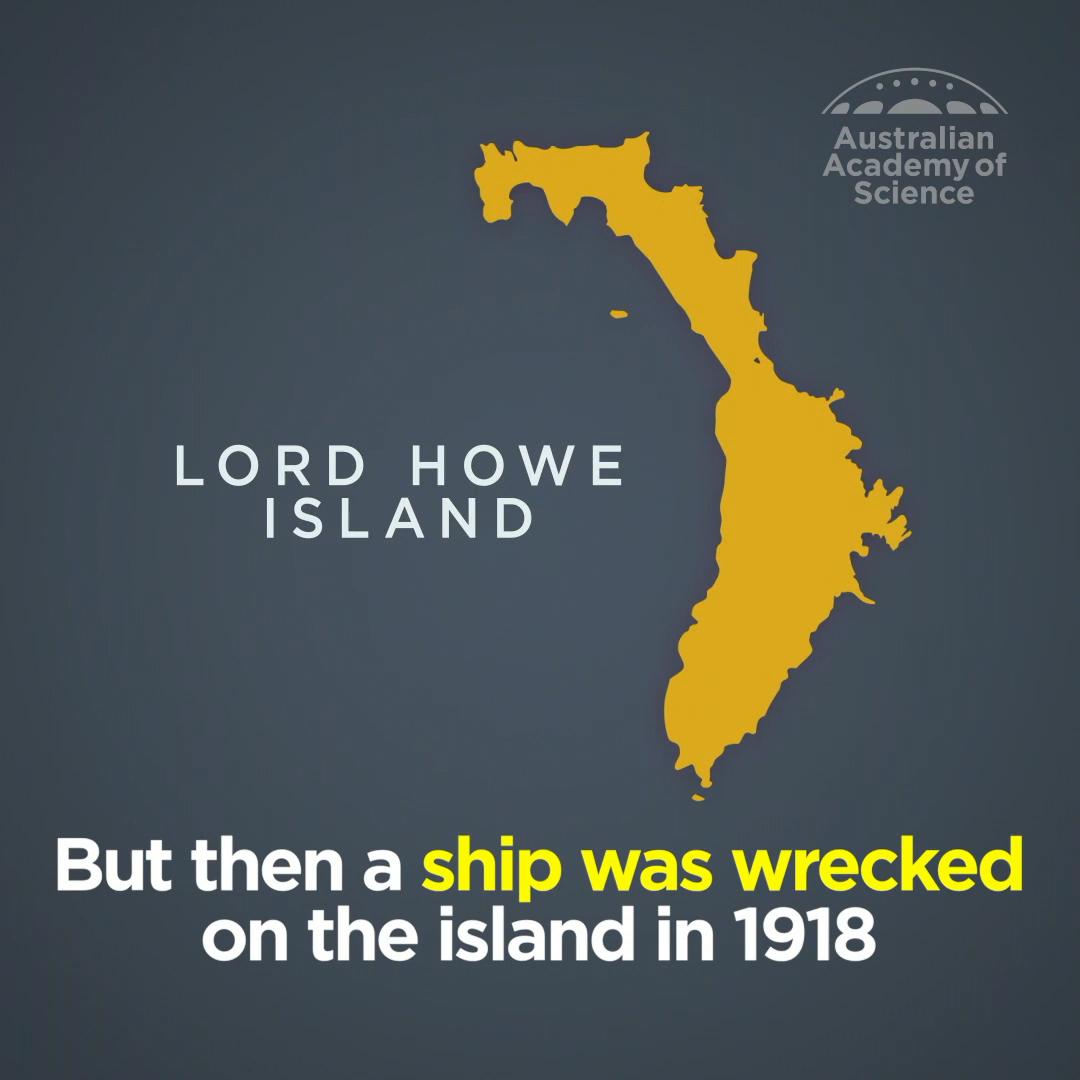 Australian
Academy of
Science
LORD HOWE
ISLAND
But then a ship was wrecked
on the island in 1918